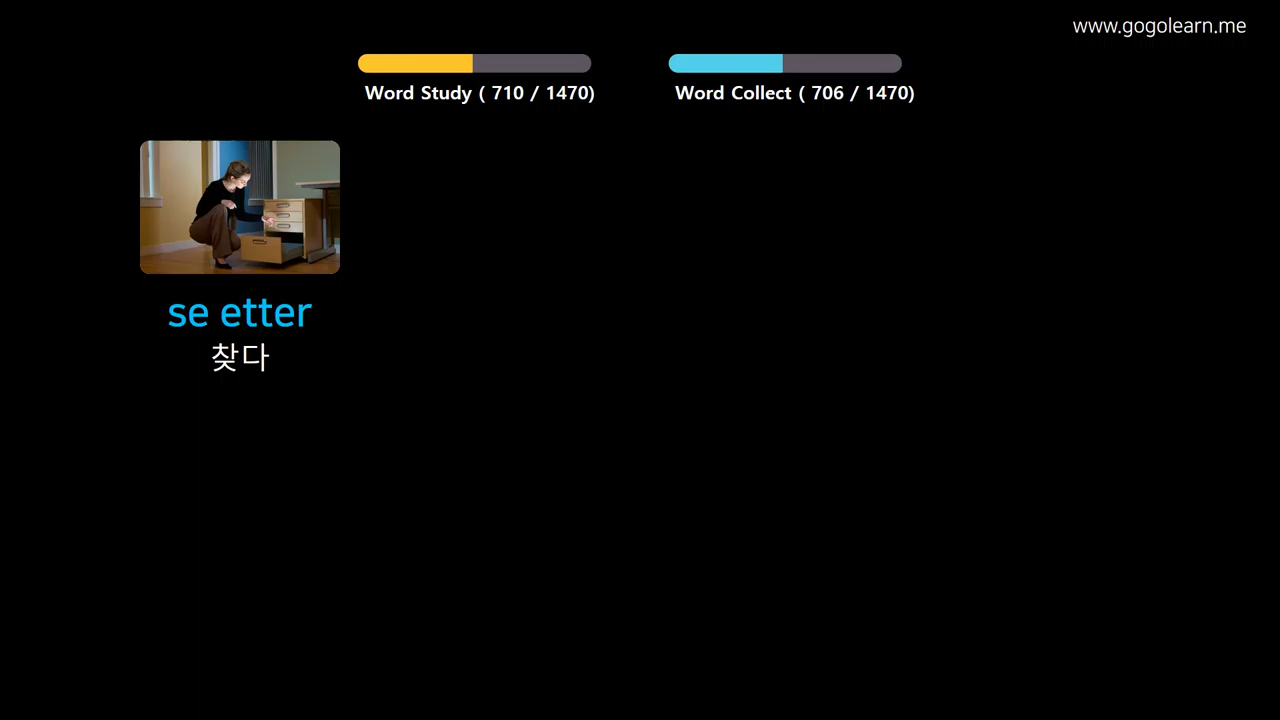 www.gogolearn.me
Word Study ( 710 / 1470)
Word Collect ( 706 / 1470)
se etter
찾다